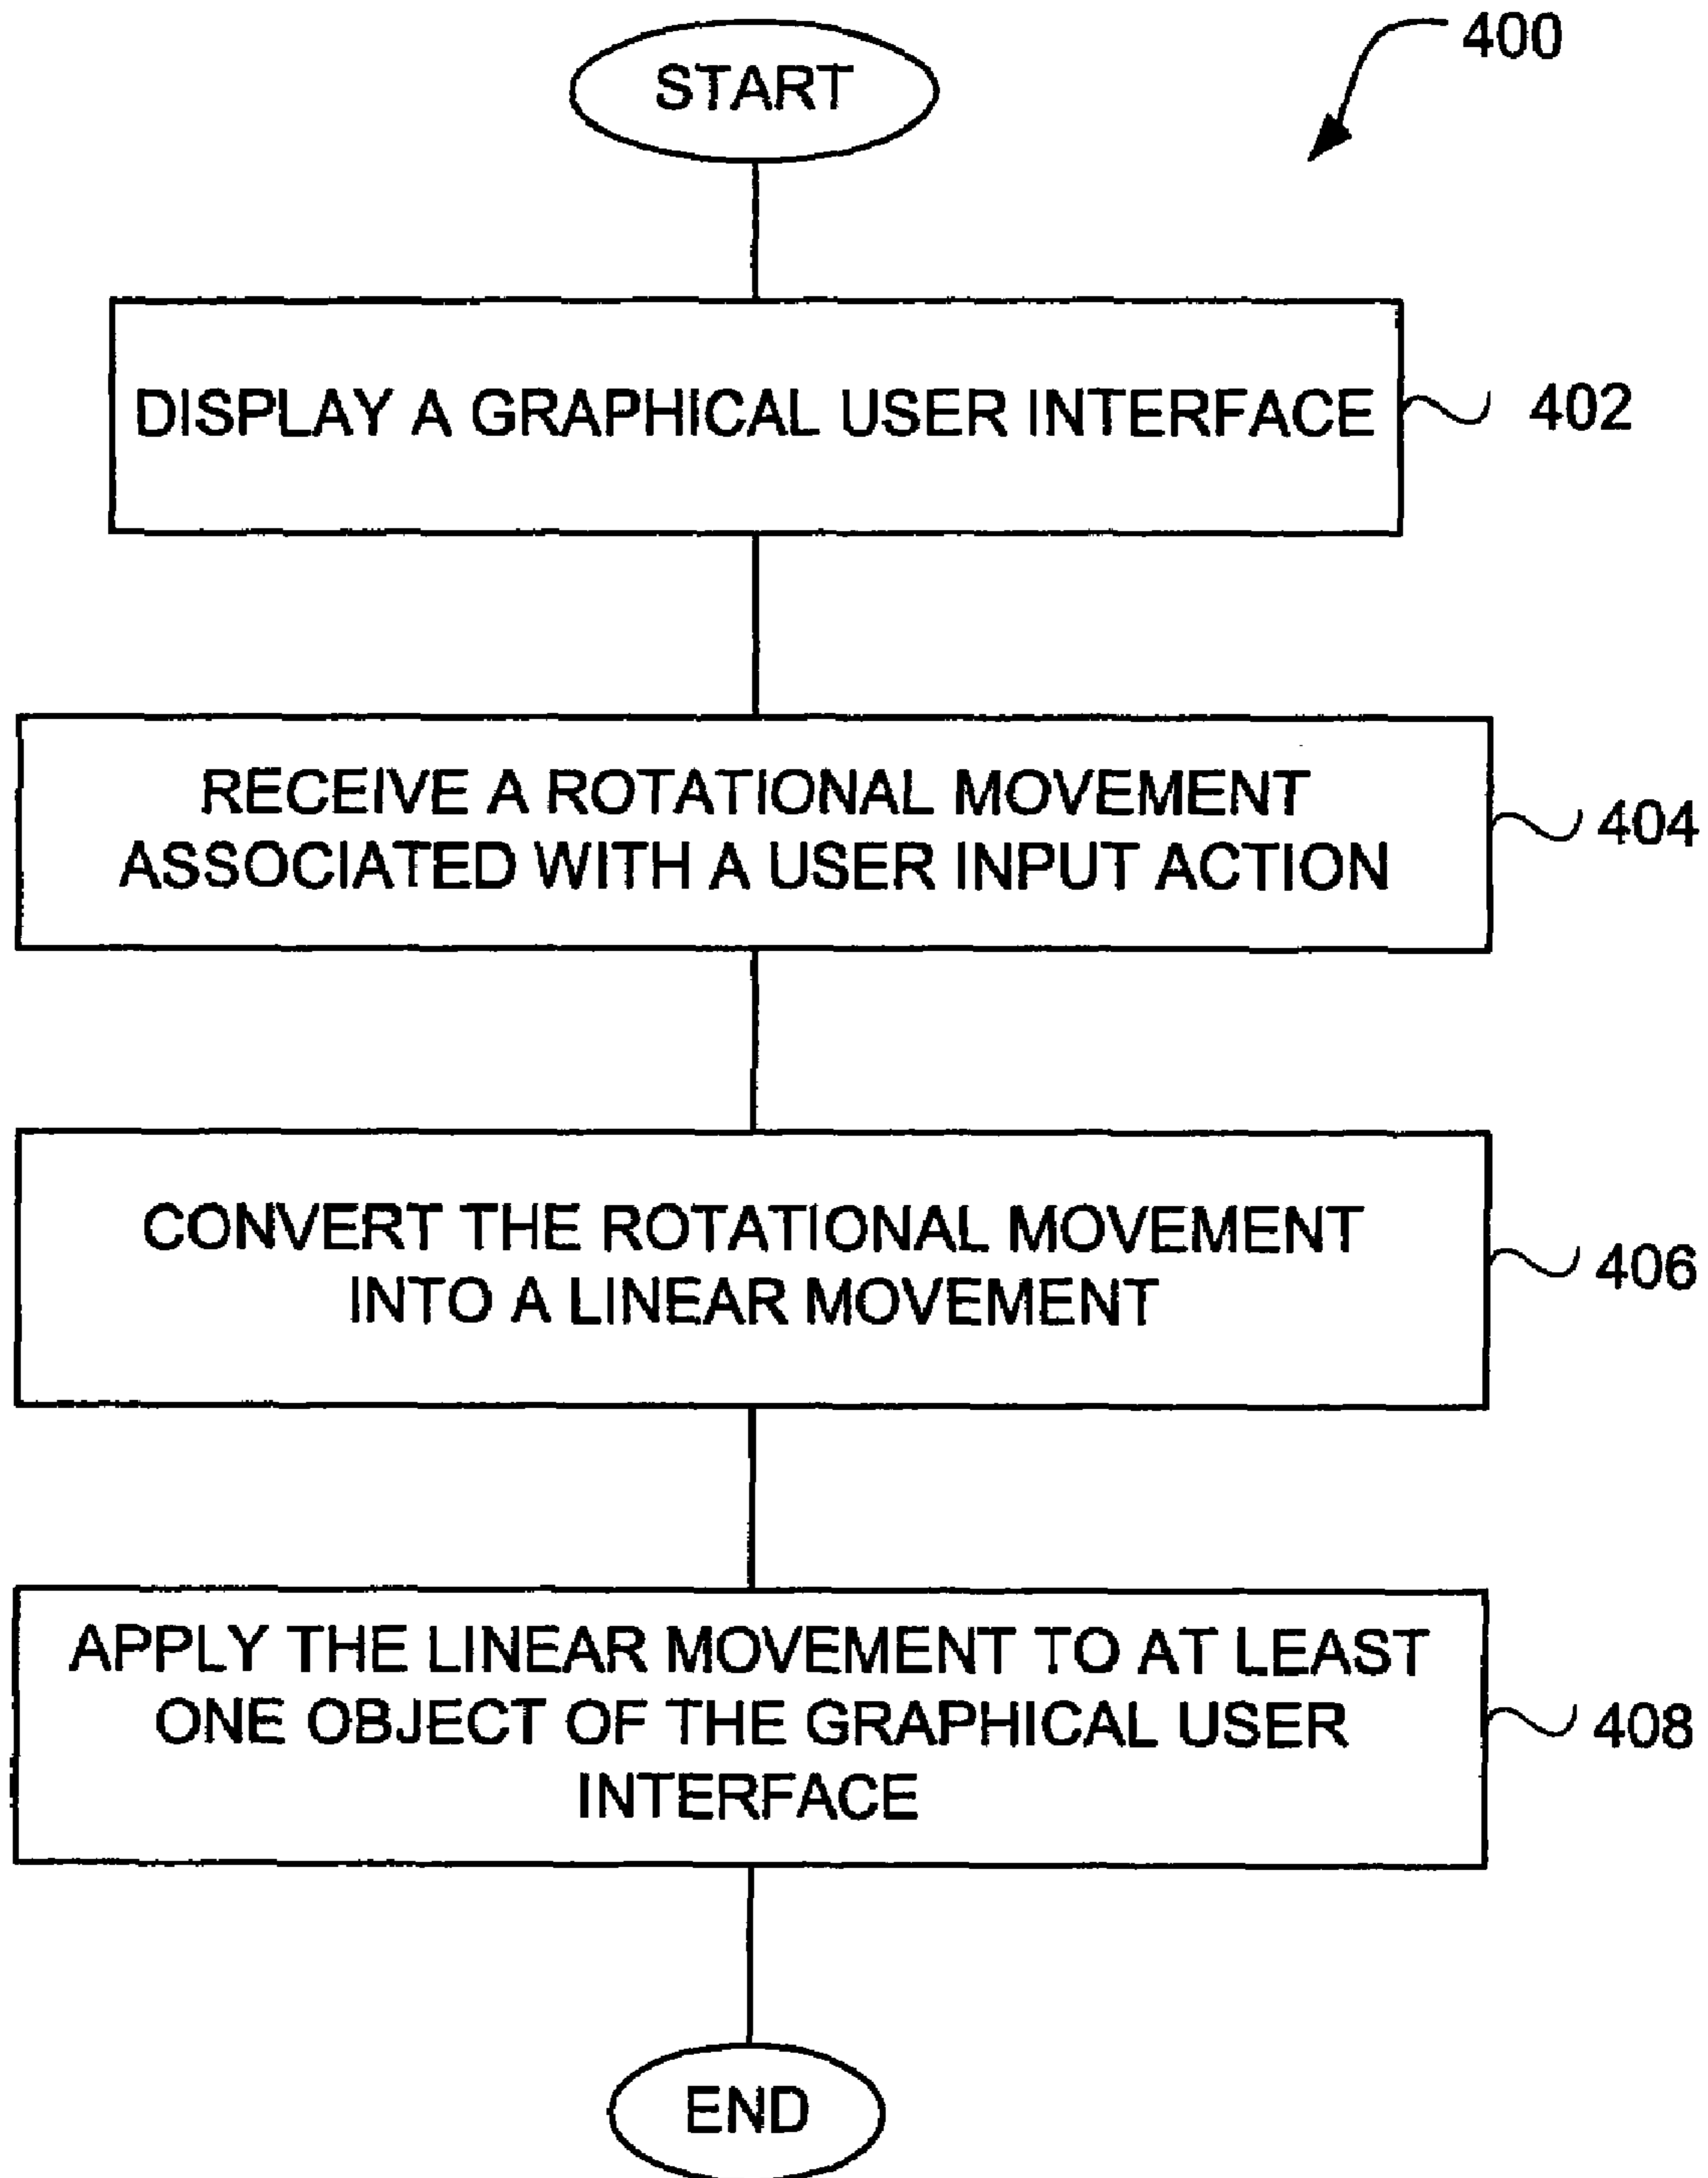 START
400
DISPLAY A GRAPHICAL USER INTERFACE
402
RECEIVE A ROTATIONAL MOVEMENT
ASSOCIATED WITH A USER INPUT ACTION
404
CONVERT THE ROTATIONAL MOVEMENT
INTO A LINEAR MOVEMENT
406
APPLY THE LINEAR MOVEMENT TO AT LEAST
ONE OBJECT OF THE GRAPHICAL USER
INTERFACE
408
END